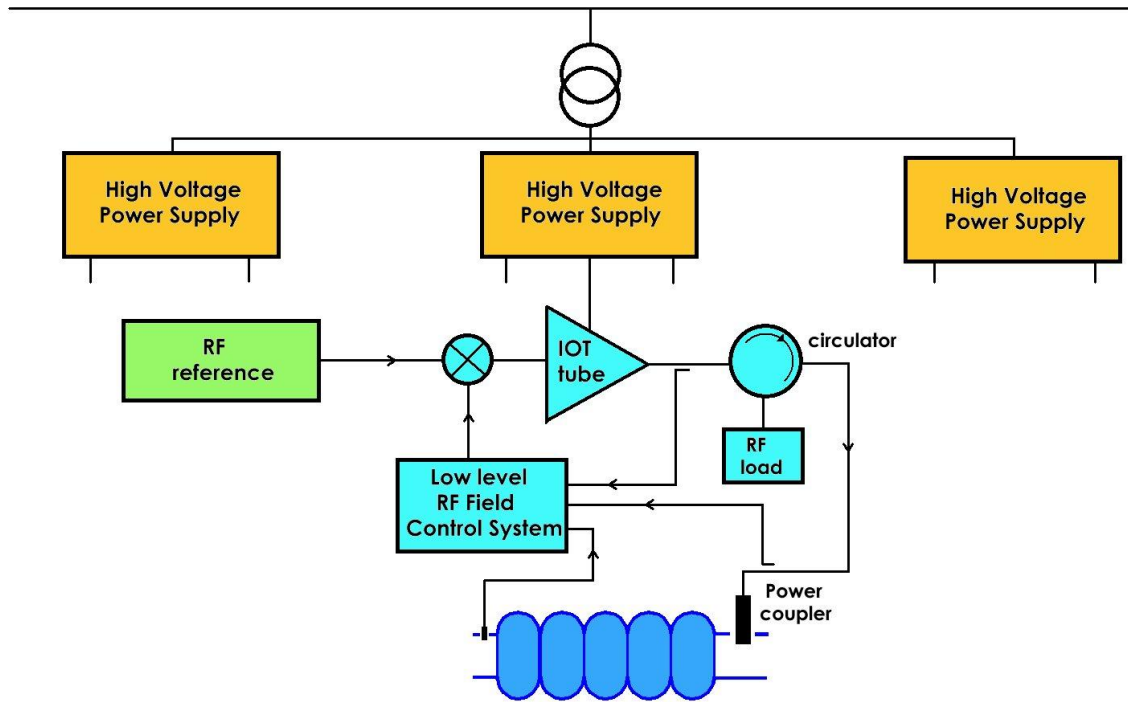 High Voltage
Power Supply
High Voltage
Power Supply
High Voltage
Power Supply
RF
reference
IOT
tube
circulator
RF
load
Low level
RF Field
Control System
Power
coupler